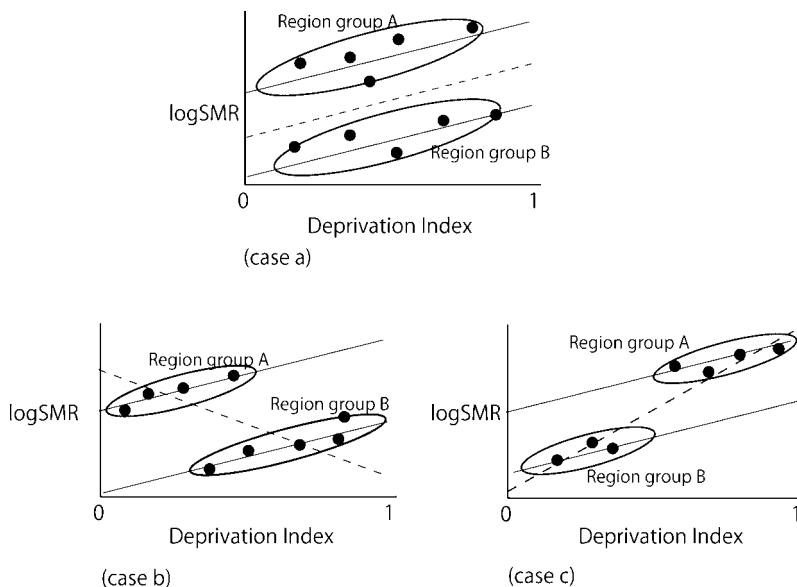 Region group A
logSMR
Region group B
0
1
Deprivation Index
(case a)
Region group A
logSMR
Region group B
0
1
Deprivation Index
(case b)
Region group A
logSMR
Region group B
0
1
Deprivation Index
(case c)